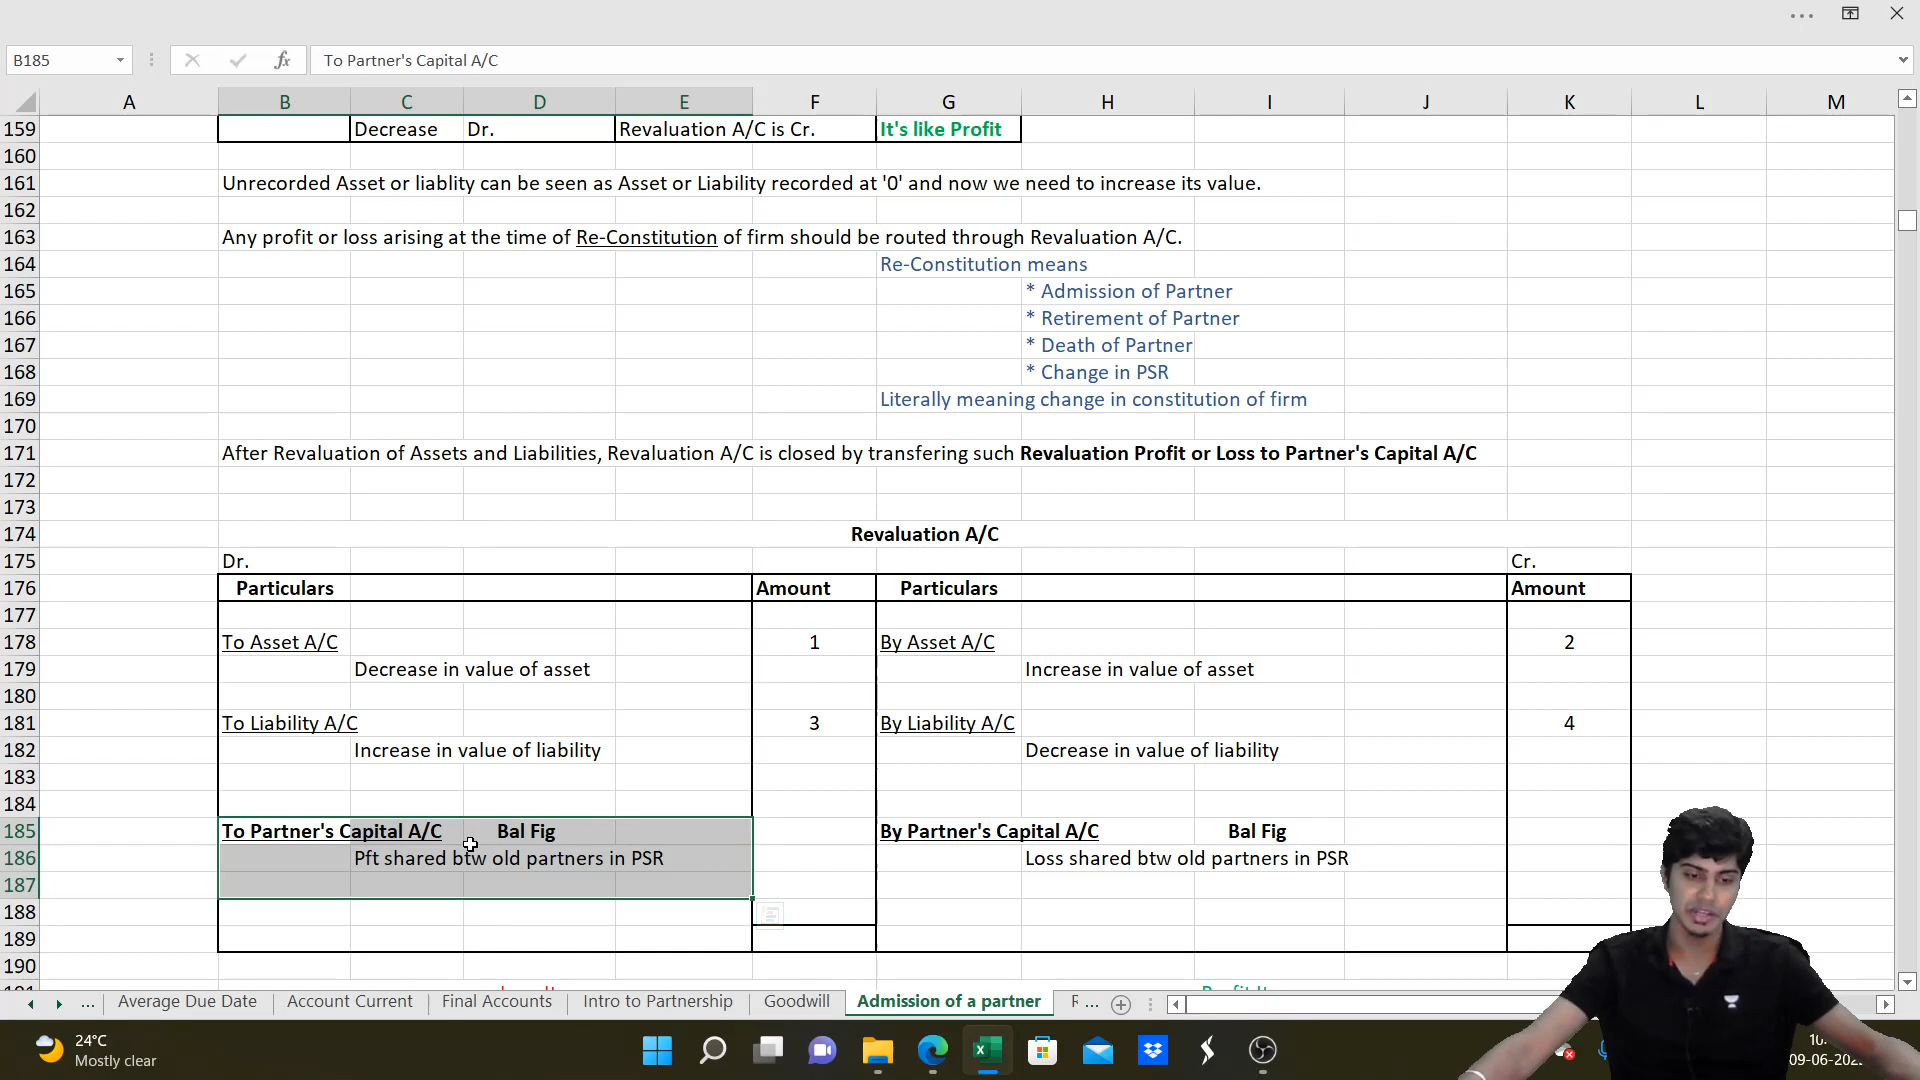 B185
To Partner's Capital A/C
A B C D E F G H I J K L M
159 Decrease Dr. Revaluation A/C is Cr. It's like Profit
160
161 Unrecorded Asset or liablity can be seen as Asset or Liability recorded at '0' and now we need to increase its value.
162
163 Any profit or loss arising at the time of Re-Constitution of firm should be routed through Revaluation A/C.
164 Re-Constitution means
165 * Admission of Partner
166 * Retirement of Partner
167 * Death of Partner
168 * Change in PSR
169 Literally meaning change in constitution of firm
170
171 After Revaluation of Assets and Liabilities, Revaluation A/C is closed by transfering such Revaluation Profit or Loss to Partner's Capital A/C
172
173
174 Revaluation A/C
175 Dr. Cr.
176 Particulars Amount Particulars Amount
177
178 To Asset A/C 1 By Asset A/C 2
179 Decrease in value of asset Increase in value of asset
180
181 To Liability A/C 3 By Liability A/C 4
182 Increase in value of liability Decrease in value of liability
183
184
185 To Partner's Capital A/C Bal Fig By Partner's Capital A/C Bal Fig
186 Pft shared btw old partners in PSR Loss shared btw old partners in PSR
187
188
189
190
... Average Due Date Account Current Final Accounts Intro to Partnership Goodwill Admission of a partner R ...
24°C
Mostly clear